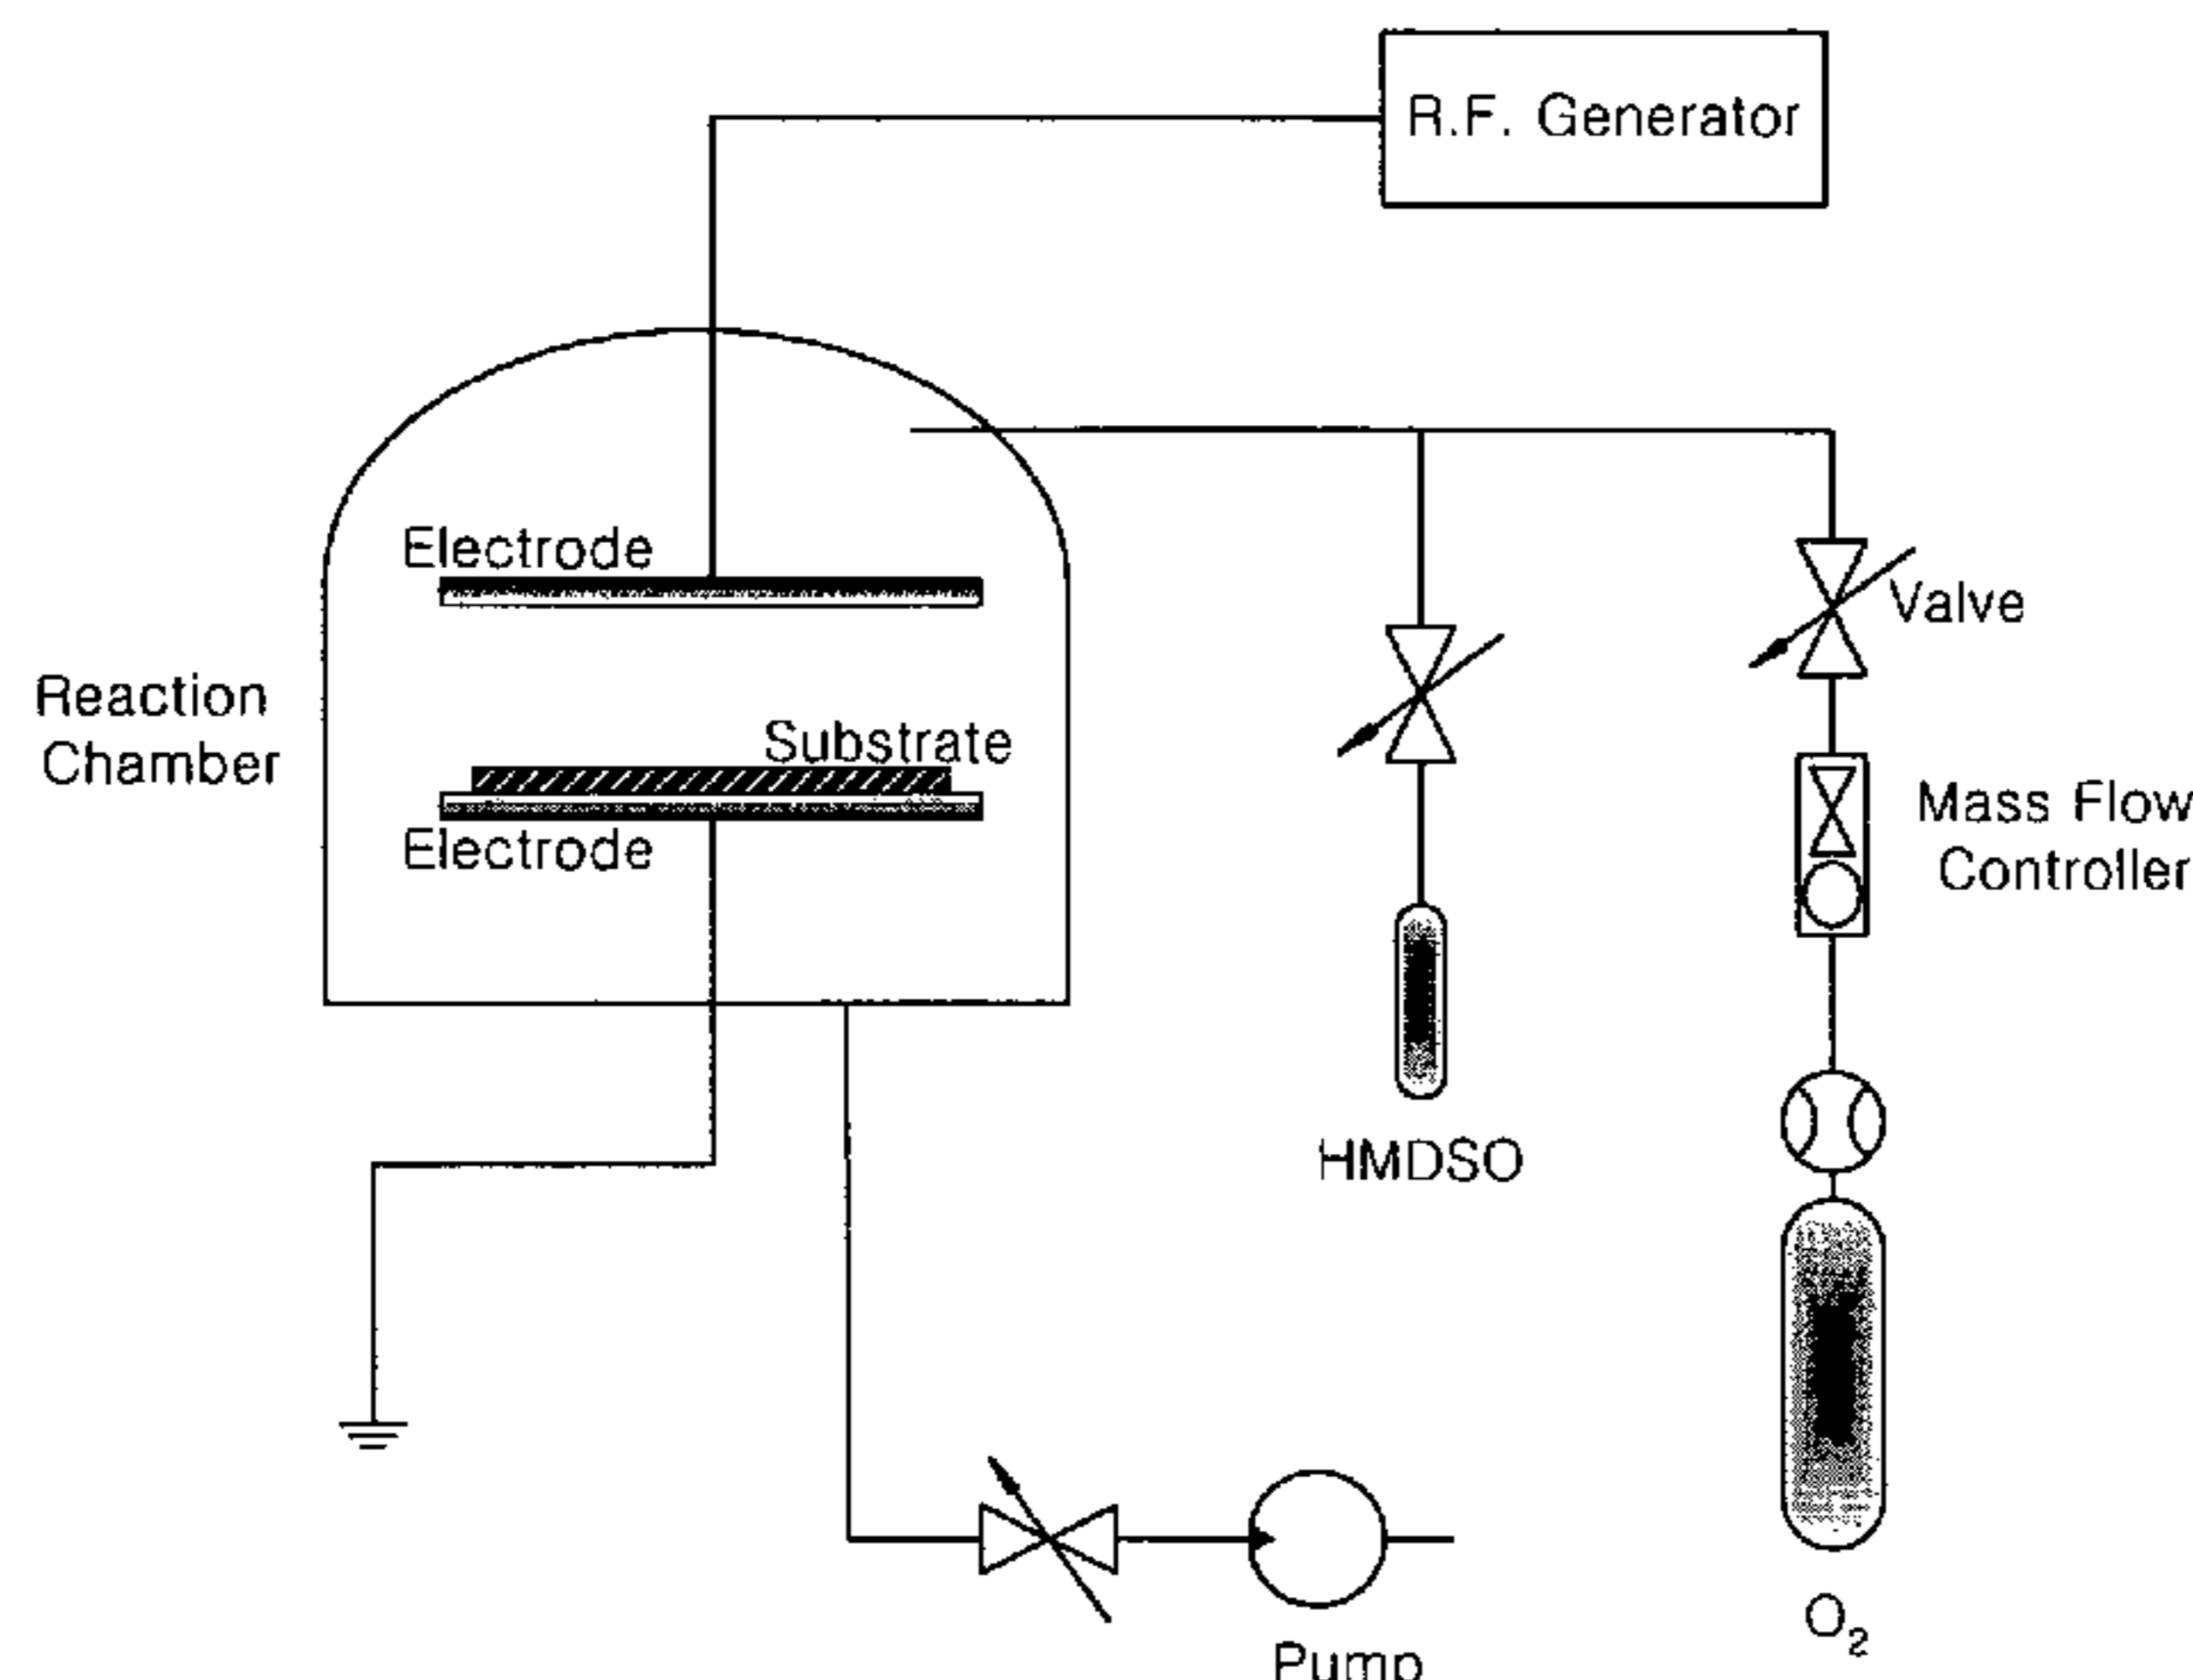 R.F. Generator
Electrode
Valve
Reaction
Chamber
Substrate
Mass Flow
Controller
Electrode
HMDSO
O₂
Pump